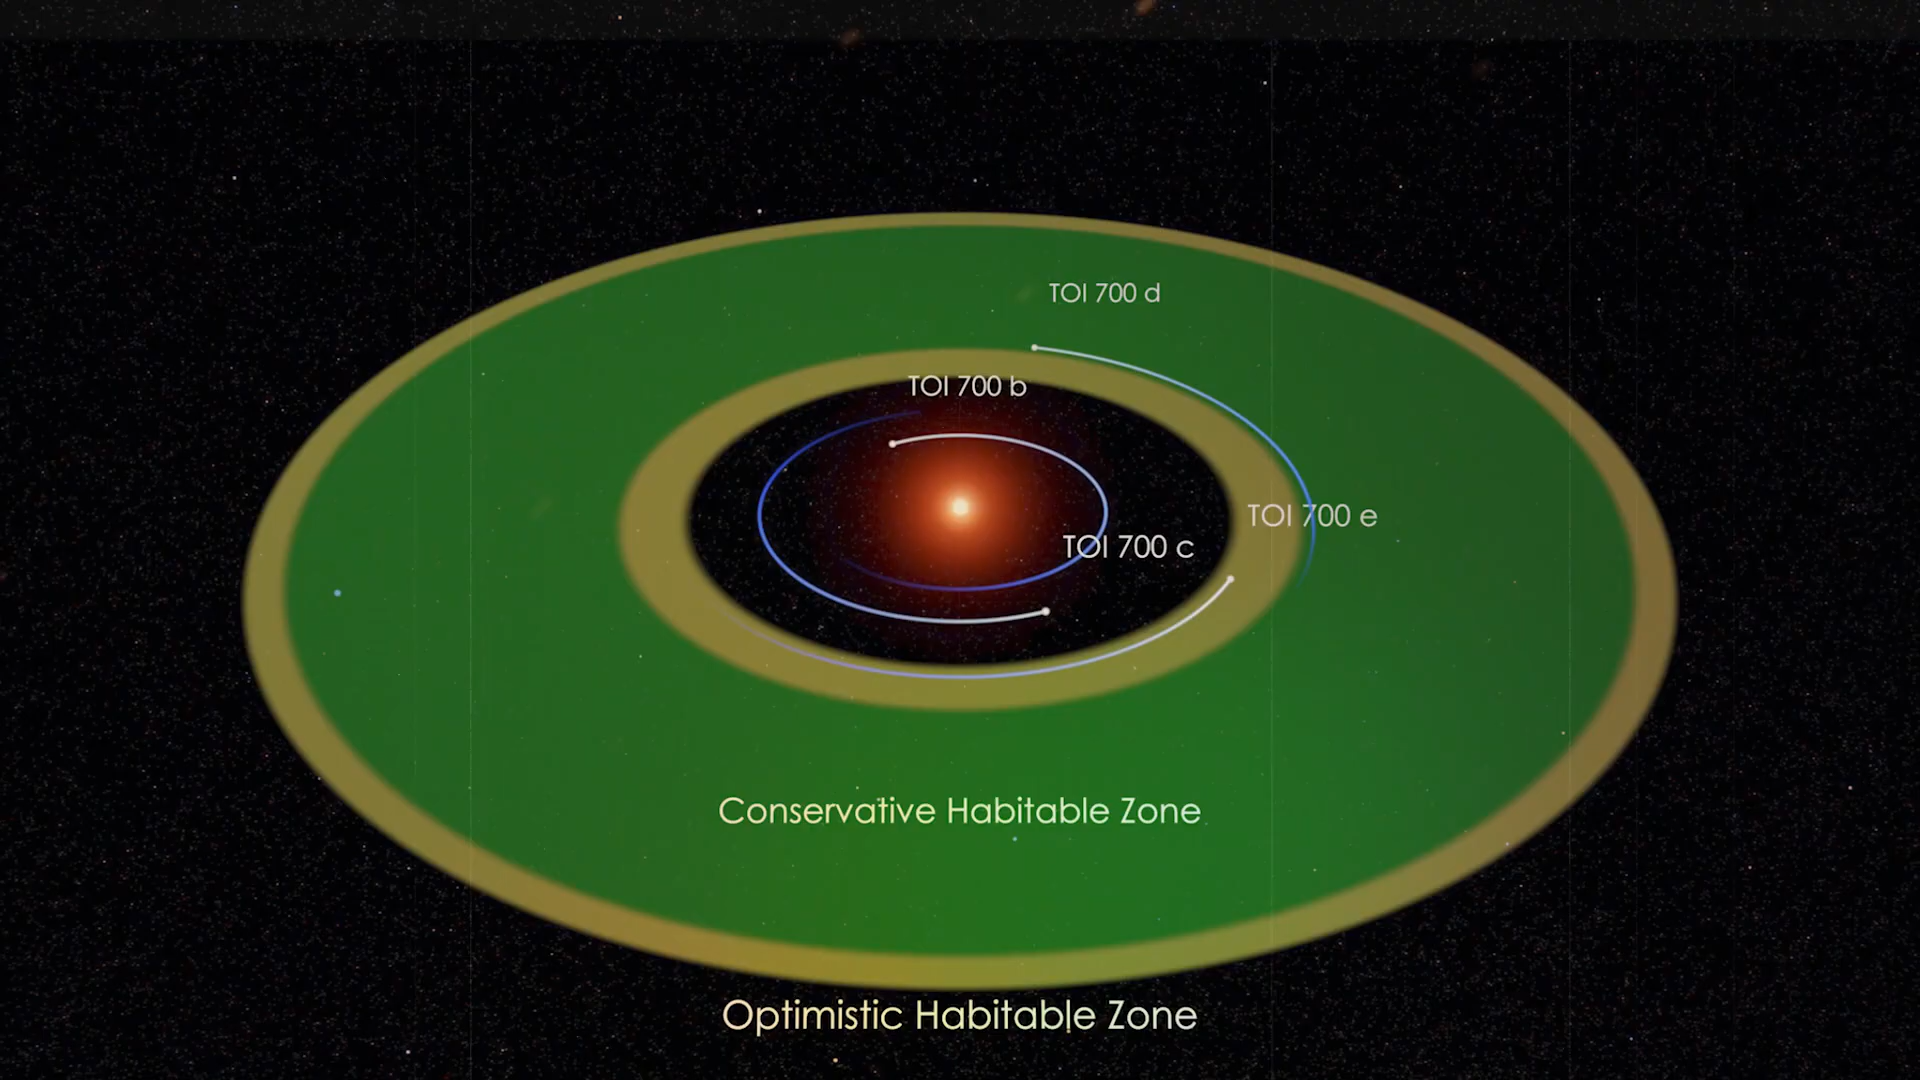 TOI 700 d
TOI 700 b
TOI 700 e
TOI 700 c
Conservative Habitable Zone
Optimistic Habitable Zone